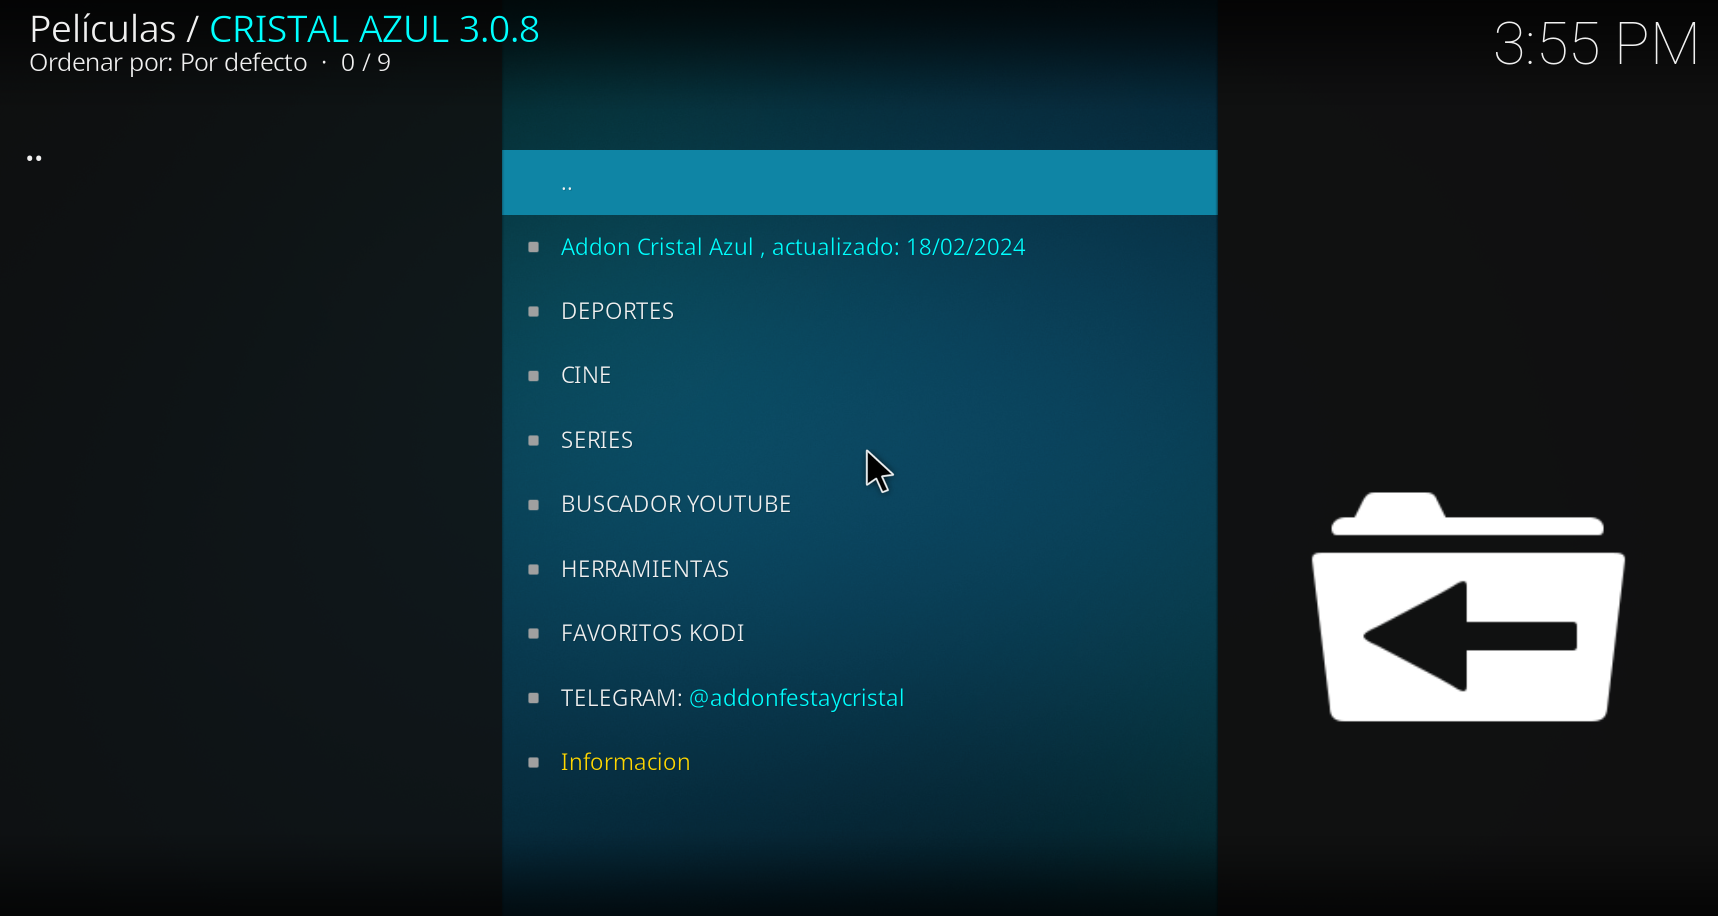 Películas / CRISTAL AZUL 3.0.8
Ordenar por: Por defecto · 0 / 9
3:55 PM
..
..
Addon Cristal Azul , actualizado: 18/02/2024
DEPORTES
CINE
SERIES
BUSCADOR YOUTUBE
HERRAMIENTAS
FAVORITOS KODI
TELEGRAM: @addonfestaycristal
Informacion